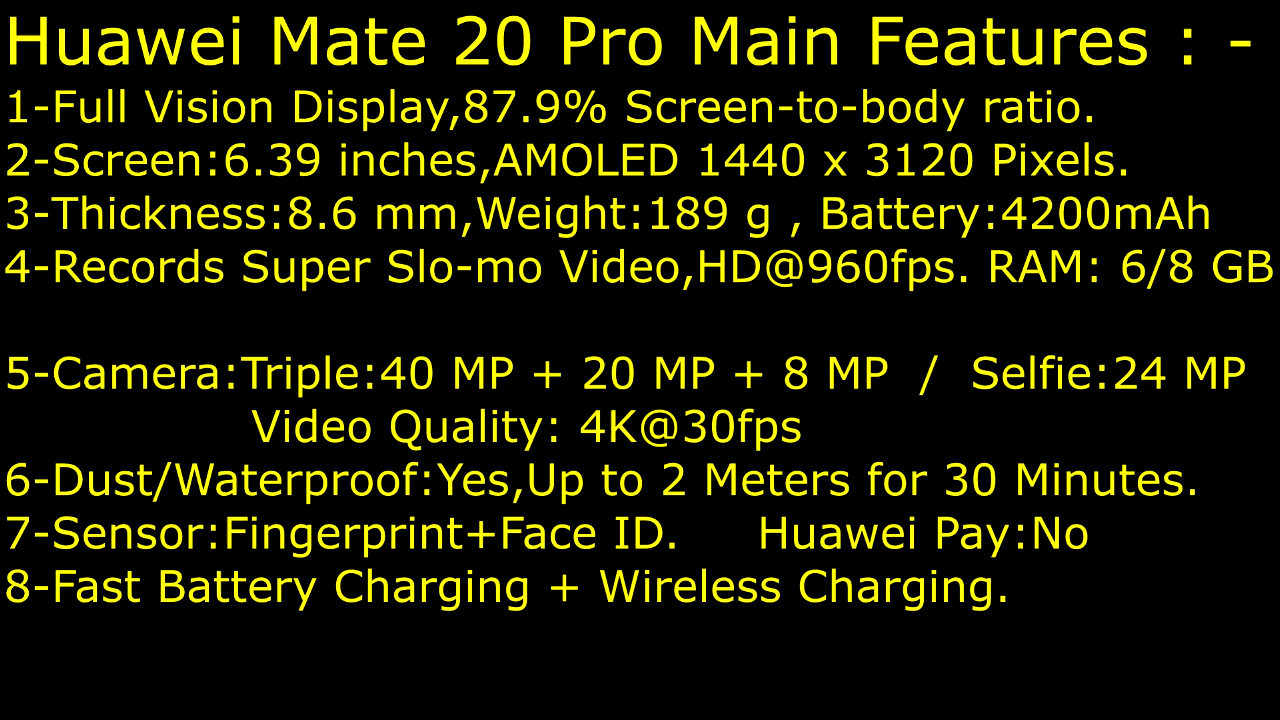 Huawei Mate 20 Pro Main Features : -
1-Full Vision Display,87.9% Screen-to-body ratio.
2-Screen:6.39 inches,AMOLED 1440 x 3120 Pixels.
3-Thickness:8.6 mm,Weight:189 g , Battery:4200mAh
4-Records Super Slo-mo Video,HD@960fps. RAM: 6/8 GB
5-Camera:Triple:40 MP + 20 MP + 8 MP / Selfie:24 MP
Video Quality: 4K@30fps
6-Dust/Waterproof:Yes,Up to 2 Meters for 30 Minutes.
7-Sensor:Fingerprint+Face ID. Huawei Pay:No
8-Fast Battery Charging + Wireless Charging.